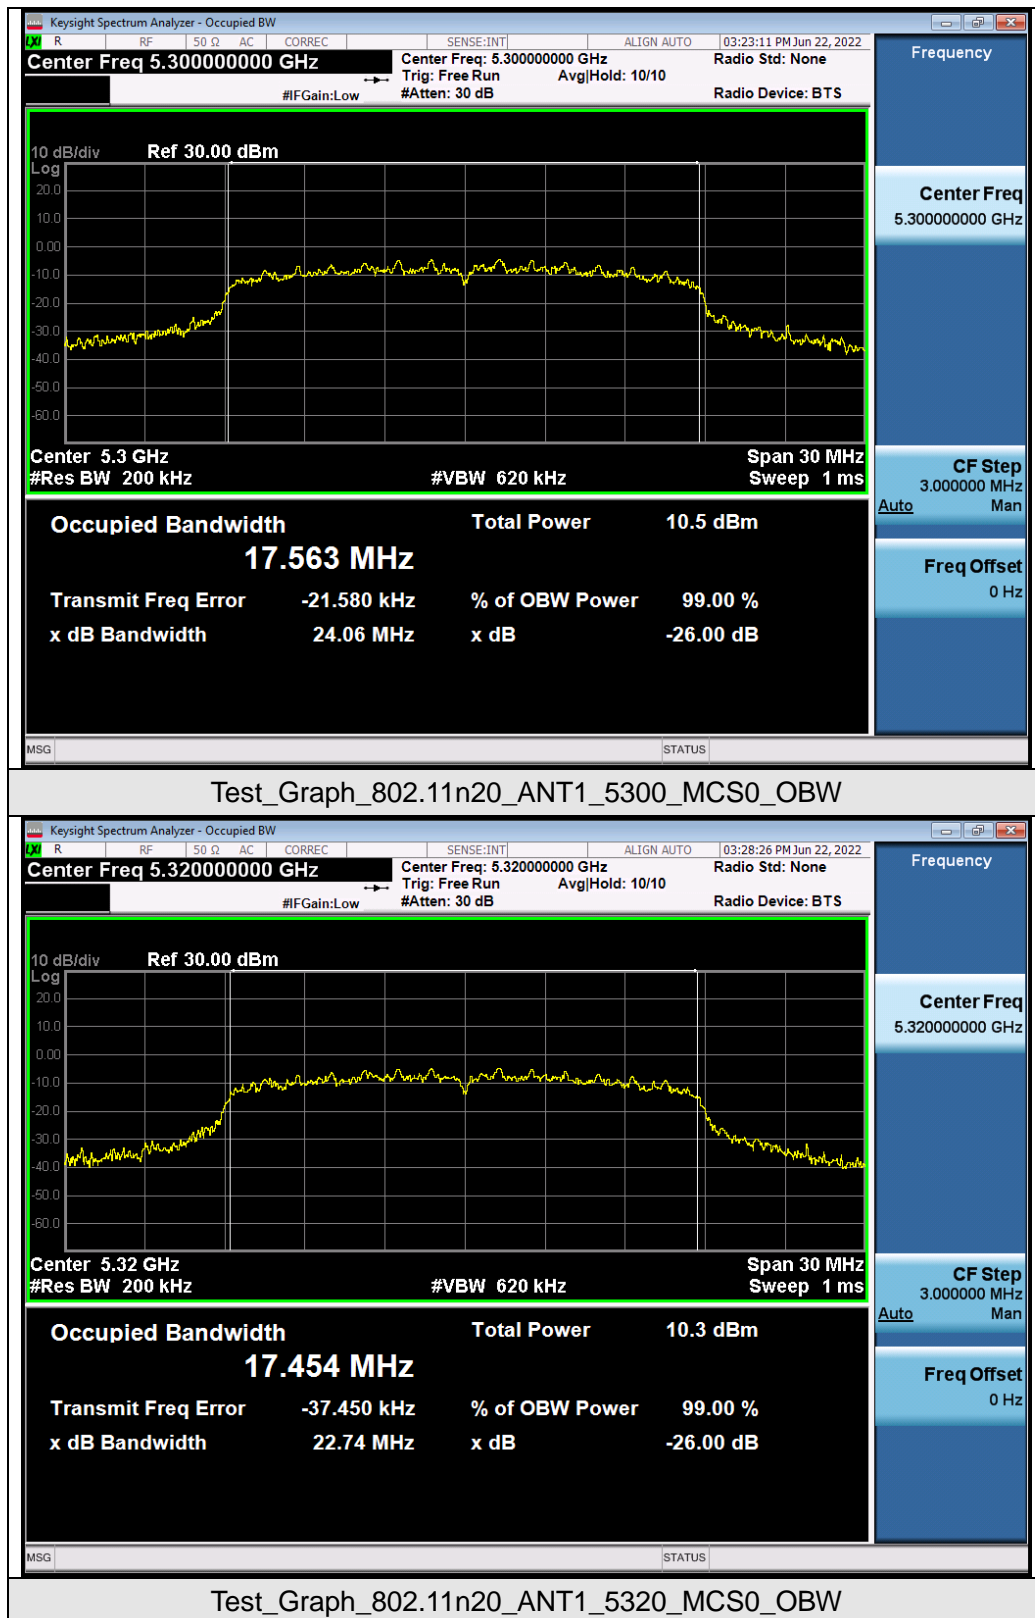 Keysight Spectrum Analyzer - Occupied BW
LXI R RF 50 Ω AC CORREC SENSE:INT ALIGN AUTO 03:23:11 PM Jun 22, 2022
Center Freq 5.300000000 GHz
Center Freq: 5.300000000 GHz
Radio Std: None
Trig: Free Run Avg|Hold: 10/10
#IFGain:Low
#Atten: 30 dB
Radio Device: BTS
10 dB/div Ref 30.00 dBm
Log
20.0
10.0
0.00
-10.0
-20.0
-30.0
-40.0
-50.0
-60.0
Center 5.3 GHz Span 30 MHz
#Res BW 200 kHz #VBW 620 kHz Sweep 1 ms
Occupied Bandwidth Total Power 10.5 dBm
17.563 MHz
Transmit Freq Error -21.580 kHz % of OBW Power 99.00 %
x dB Bandwidth 24.06 MHz x dB -26.00 dB
MSG STATUS
Frequency
Center Freq
5.300000000 GHz
CF Step
3.000000 MHz
Auto Man
Freq Offset
0 Hz
Test_Graph_802.11n20_ANT1_5300_MCS0_OBW
Keysight Spectrum Analyzer - Occupied BW
LXI R RF 50 Ω AC CORREC SENSE:INT ALIGN AUTO 03:28:26 PM Jun 22, 2022
Center Freq 5.320000000 GHz
Center Freq: 5.320000000 GHz
Radio Std: None
Trig: Free Run Avg|Hold: 10/10
#IFGain:Low
#Atten: 30 dB
Radio Device: BTS
10 dB/div Ref 30.00 dBm
Log
20.0
10.0
0.00
-10.0
-20.0
-30.0
-40.0
-50.0
-60.0
Center 5.32 GHz Span 30 MHz
#Res BW 200 kHz #VBW 620 kHz Sweep 1 ms
Occupied Bandwidth Total Power 10.3 dBm
17.454 MHz
Transmit Freq Error -37.450 kHz % of OBW Power 99.00 %
x dB Bandwidth 22.74 MHz x dB -26.00 dB
MSG STATUS
Frequency
Center Freq
5.320000000 GHz
CF Step
3.000000 MHz
Auto Man
Freq Offset
0 Hz
Test_Graph_802.11n20_ANT1_5320_MCS0_OBW